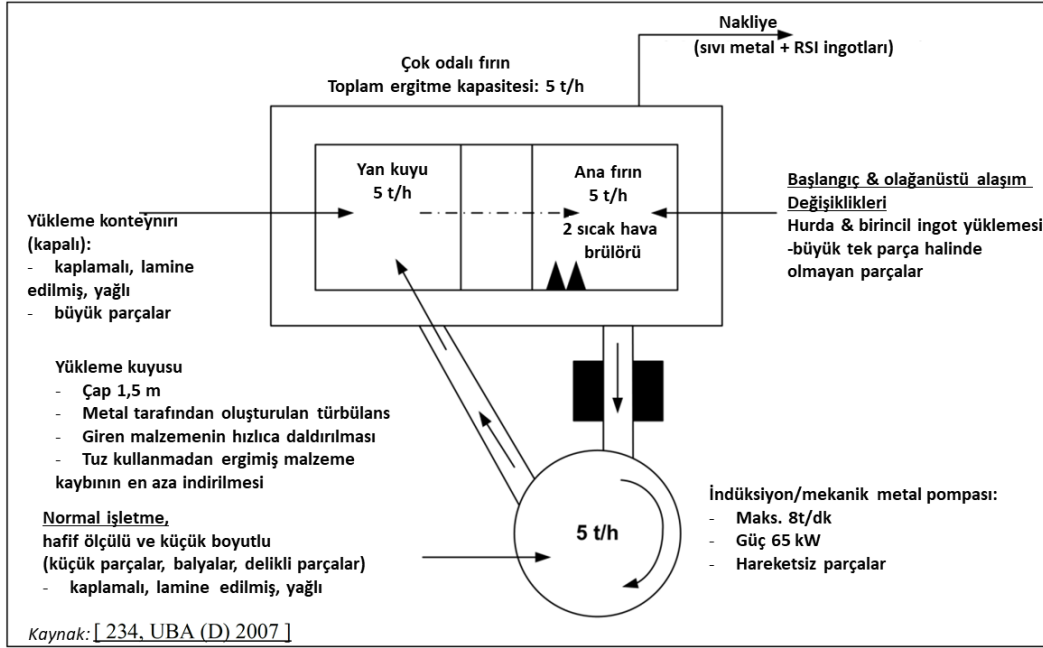 Nakliye
(sıvı metal + RSI ingotları)
Çok odalı fırın
Toplam ergitme kapasitesi: 5 t/h
Yan kuyu
5 t/h
Ana fırın
5 t/h
2 sıcak hava
brülörü
Başlangıç & olağanüstü alaşım
Değişiklikleri
Hurda & birincil ingot yüklemesi
-büyük tek parça halinde
olmayan parçalar
Yükleme konteynırı
(kapalı):
- kaplamalı, lamine
edilmiş, yağlı
- büyük parçalar
Yükleme kuyusu
- Çap 1,5 m
- Metal tarafından oluşturulan türbülans
- Giren malzemenin hızlıca daldırılması
- Tuz kullanmadan ergimiş malzeme
kaybının en aza indirilmesi
Normal işletme,
hafif ölçülü ve küçük boyutlu
(küçük parçalar, balyalar, delikli parçalar)
- kaplamalı, lamine edilmiş, yağlı
5 t/h
İndüksiyon/mekanik metal pompası:
- Maks. 8t/dk
- Güç 65 kW
- Hareketsiz parçalar
Kaynak: [ 234, UBA (D) 2007 ]